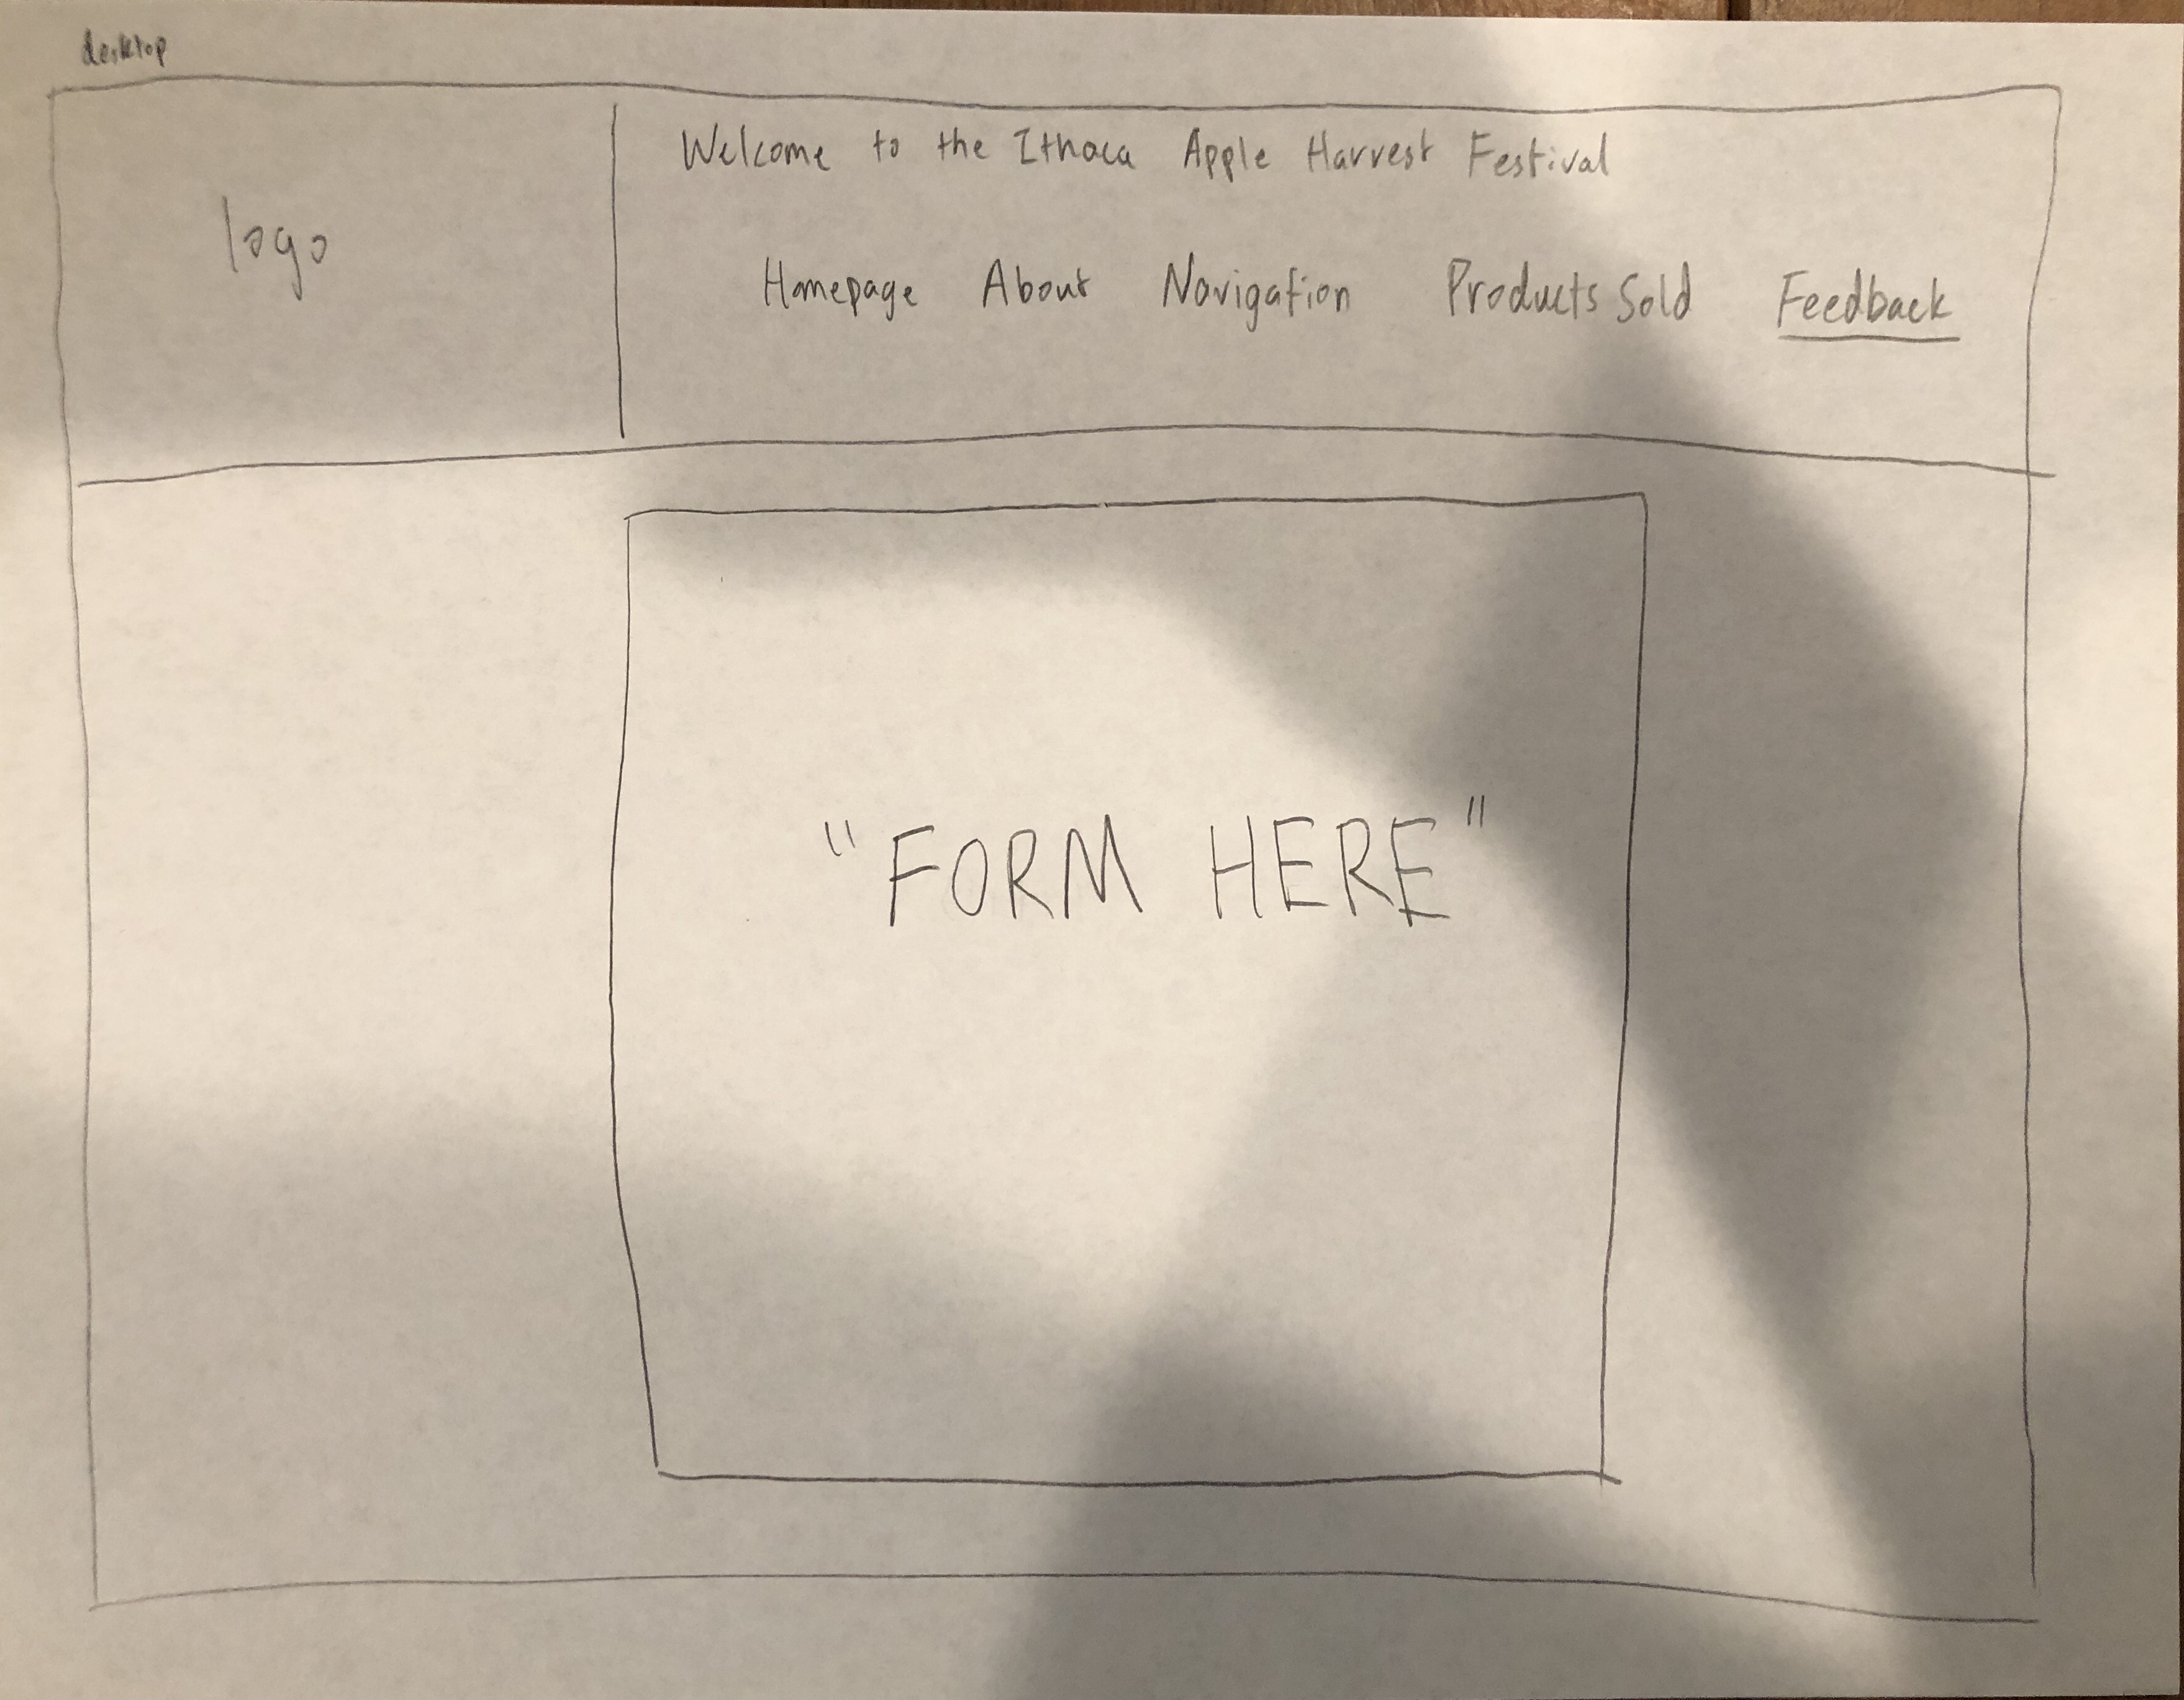 desktop
logo
Welcome to the Ithaca Apple Harvest Festival
Homepage About Navigation Products Sold Feedback
"FORM HERE"